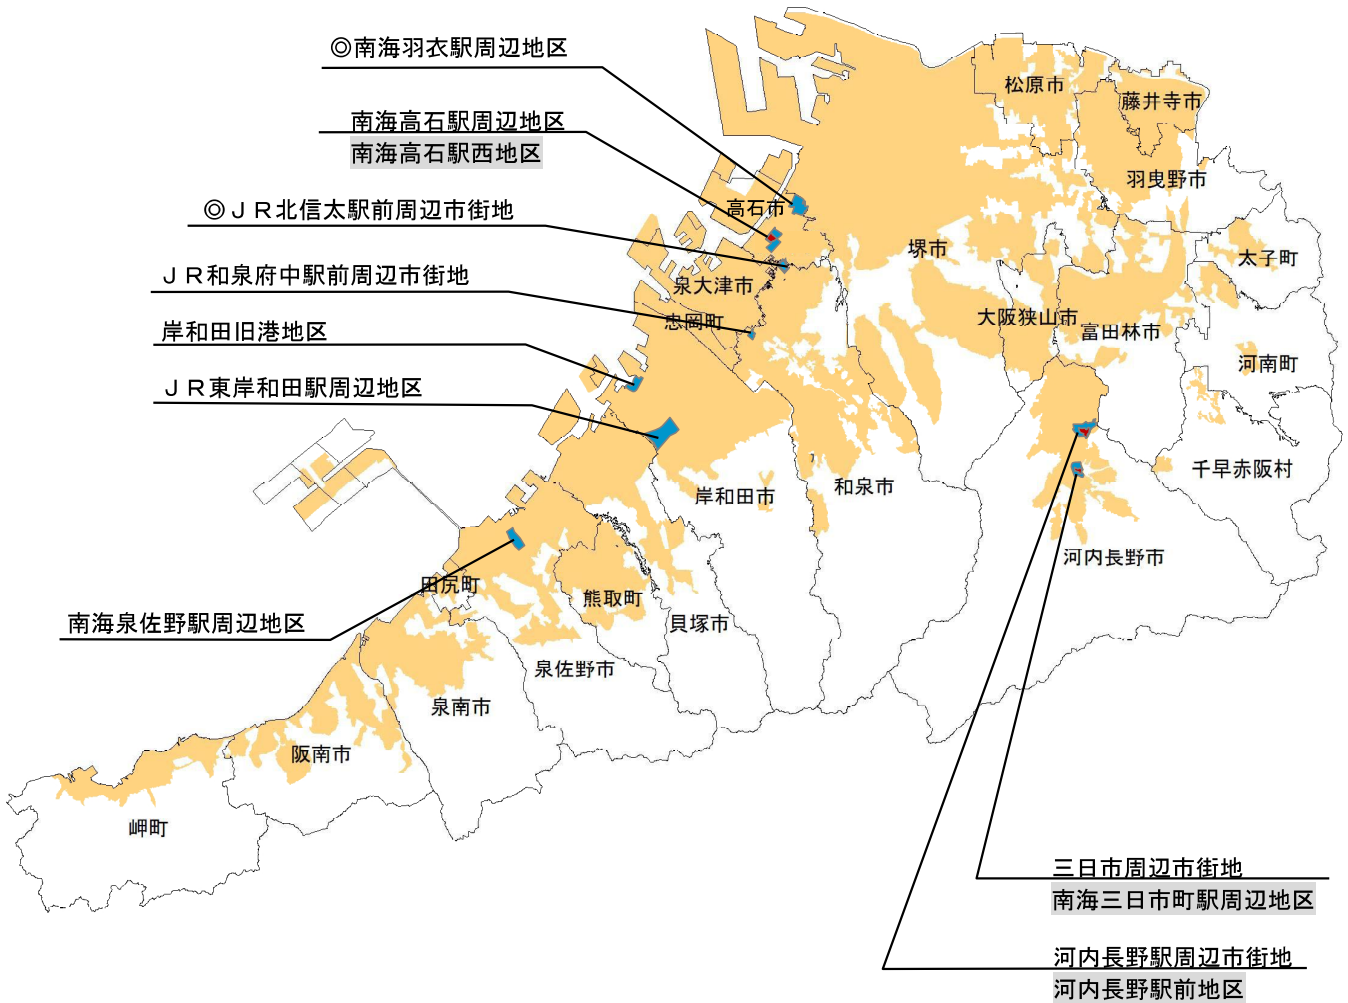 ◎南海羽衣駅周辺地区
南海高石駅周辺地区
南海高石駅西地区
◎ＪＲ北信太駅前周辺市街地
ＪＲ和泉府中駅前周辺市街地
岸和田旧港地区
ＪＲ東岸和田駅周辺地区
南海泉佐野駅周辺地区
松原市
藤井寺市
羽曳野市
高石市
堺市
太子町
泉大津市
忠岡町
大阪狭山市
富田林市
河南町
千早赤阪村
和泉市
岸和田市
河内長野市
田尻町
熊取町
貝塚市
泉佐野市
泉南市
阪南市
岬町
三日市周辺市街地
南海三日市町駅周辺地区
河内長野駅周辺市街地
河内長野駅前地区